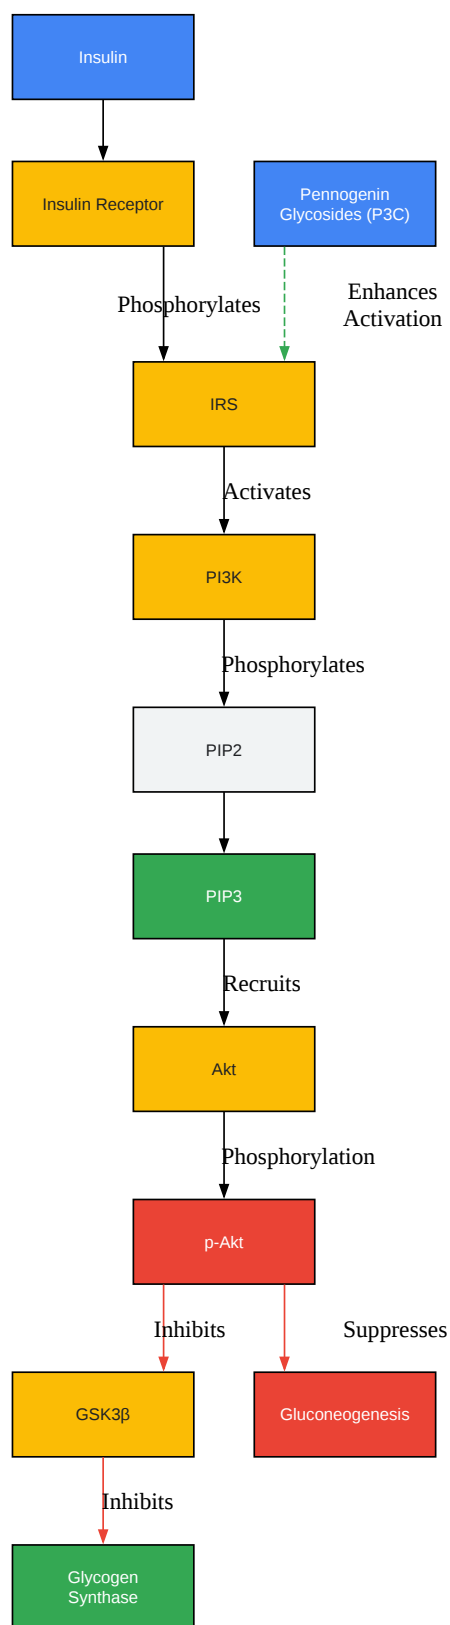 Insulin
Insulin Receptor
Pennogenin
Glycosides (P3C)
Phosphorylates
Enhances
Activation
IRS
Activates
PI3K
Phosphorylates
PIP2
PIP3
Recruits
Akt
Phosphorylation
p-Akt
Inhibits
Suppresses
GSK3β
Gluconeogenesis
Inhibits
Glycogen
Synthase